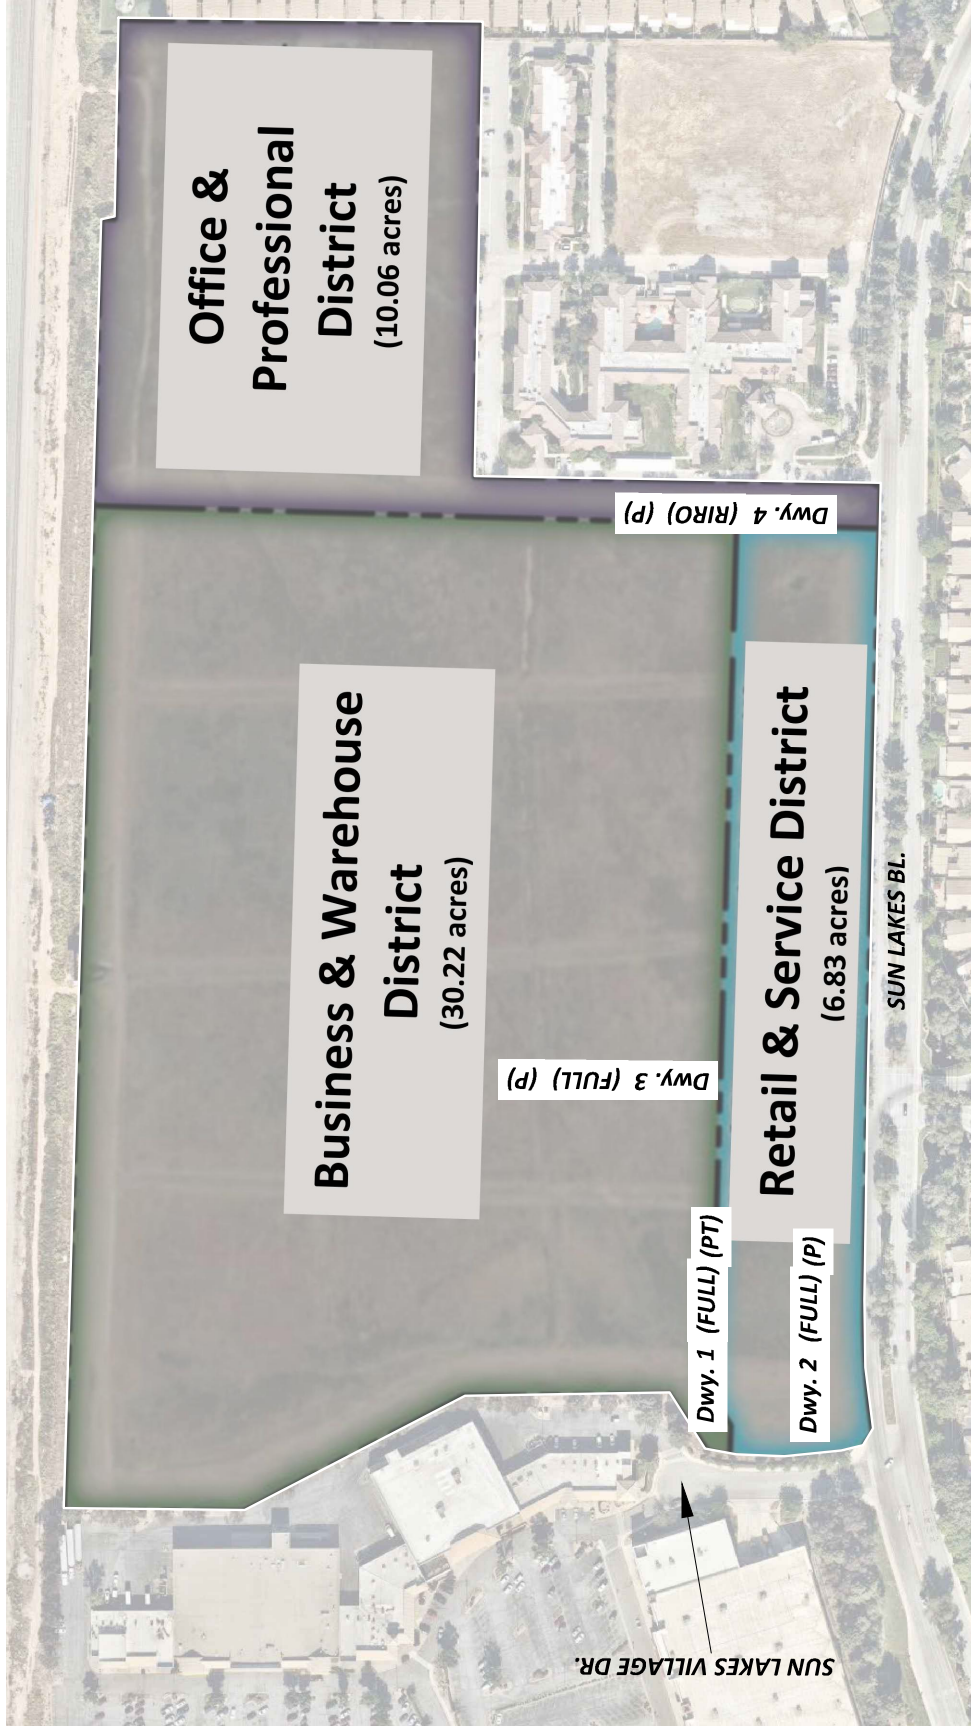 Office &
Professional
District
(10.06 acres)
Business & Warehouse
District
(30.22 acres)
Retail & Service District
(6.83 acres)
Dwy. 1 (FULL) (PT)
Dwy. 2 (FULL) (P)
Dwy. 3 (FULL) (P)
Dwy. 4 (RIRO) (P)
SUN LAKES BL.
SUN LAKES VILLAGE DR.